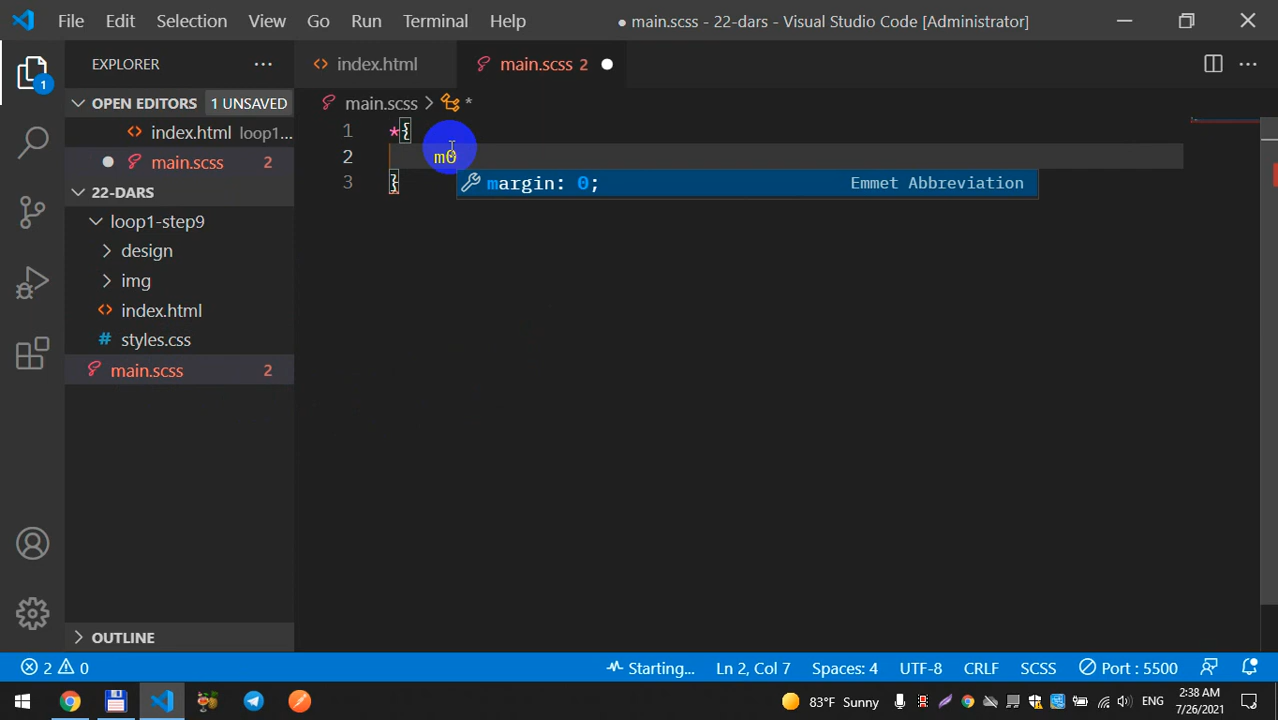 File Edit Selection View Go Run Terminal Help ● main.scss - 22-dars - Visual Studio Code [Administrator]
EXPLORER ...
index.html
main.scss 2
OPEN EDITORS 1 UNSAVED
main.scss > *
index.html loop1...
main.scss 2
22-DARS
loop1-step9
design
img
index.html
styles.css
main.scss 2
OUTLINE
1 *{
2 m0
3 }
margin: 0; Emmet Abbreviation
1
2 0 Starting... Ln 2, Col 7 Spaces: 4 UTF-8 CRLF SCSS Port : 5500
83°F Sunny ENG 2:38 AM
7/26/2021